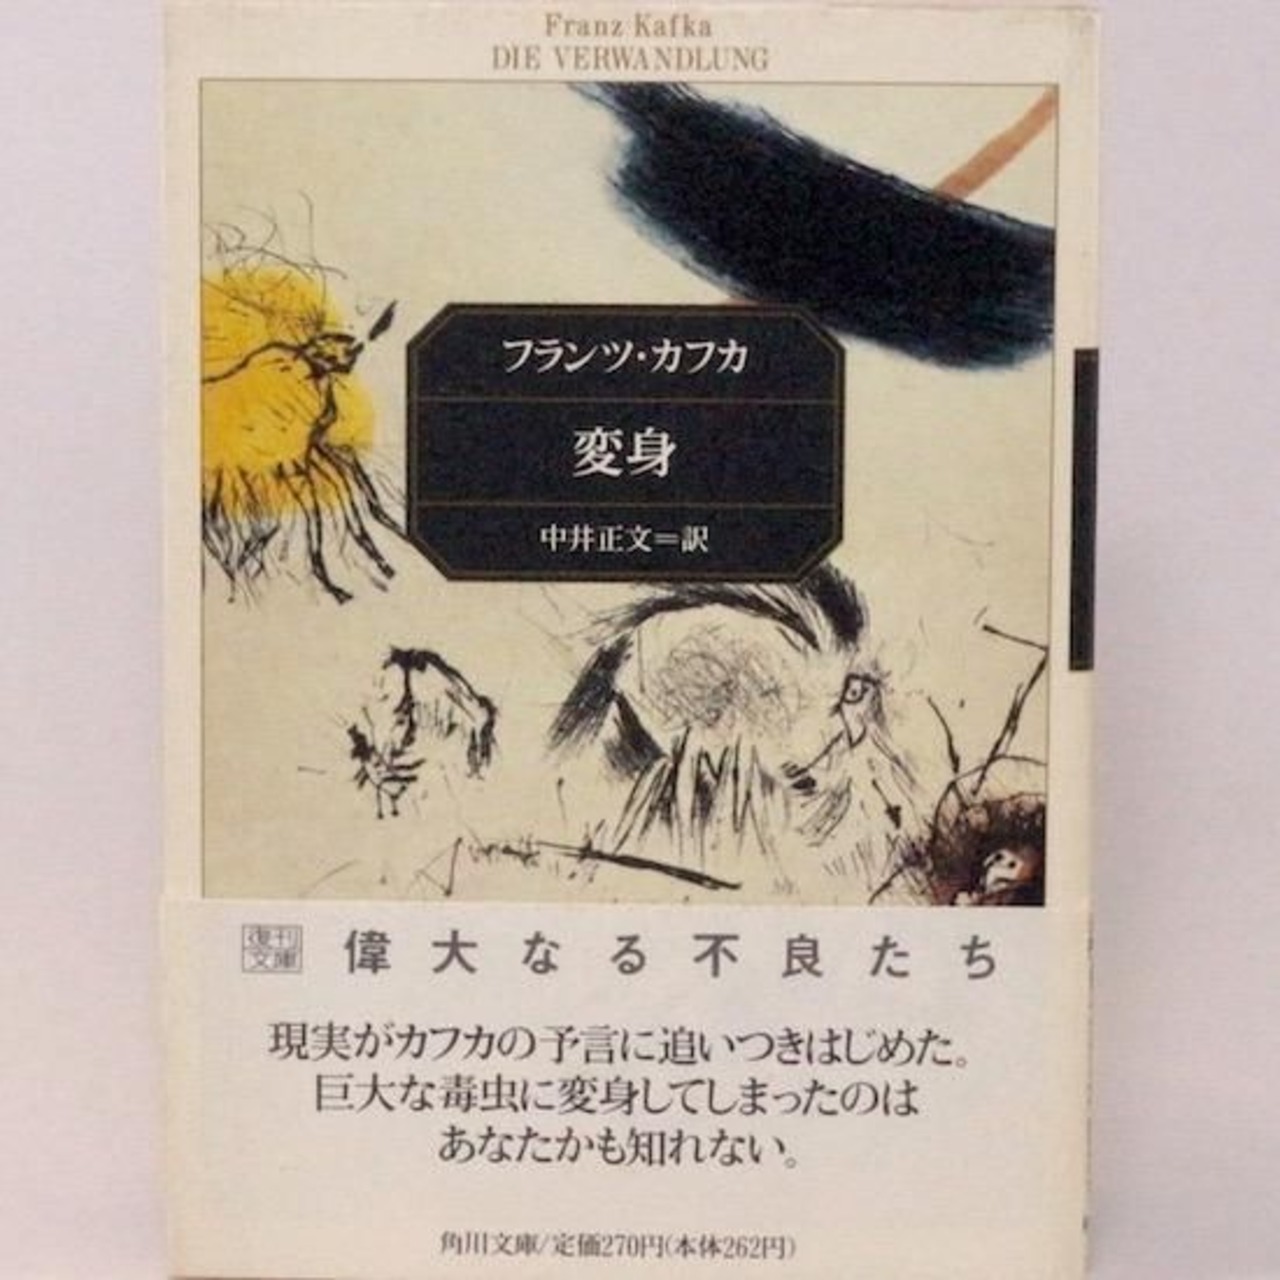 Franz Kafka
DIE VERWANDLUNG
フランツ・カフカ
変身
中井正文＝訳
復刊
文庫
偉大なる不良たち
現実がカフカの予言に追いつきはじめた。
巨大な毒虫に変身してしまったのは
あなたかも知れない。
角川文庫/定価270円(本体262円)